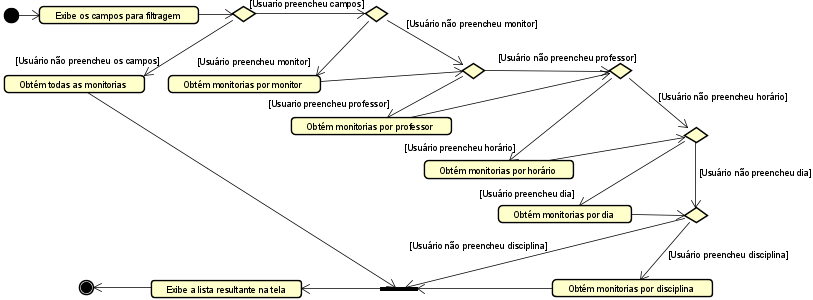 [Usuario preencheu campos]
Exibe os campos para filtragem
[Usuário não preencheu monitor]
[Usuário não preencheu os campos]
[Usuário preencheu monitor]
[Usuário não preencheu professor]
Obtém todas as monitorias
Obtém monitorias por monitor
[Usuario preencheu professor]
[Usuário não preencheu horário]
Obtém monitorias por professor
[Usuário preencheu horário]
Obtém monitorias por horário
[Usuário não preencheu dia]
[Usuário preencheu dia]
Obtém monitorias por dia
[Usuário não preencheu disciplina]
[Usuário preencheu disciplina]
Exibe a lista resultante na tela
Obtém monitorias por disciplina